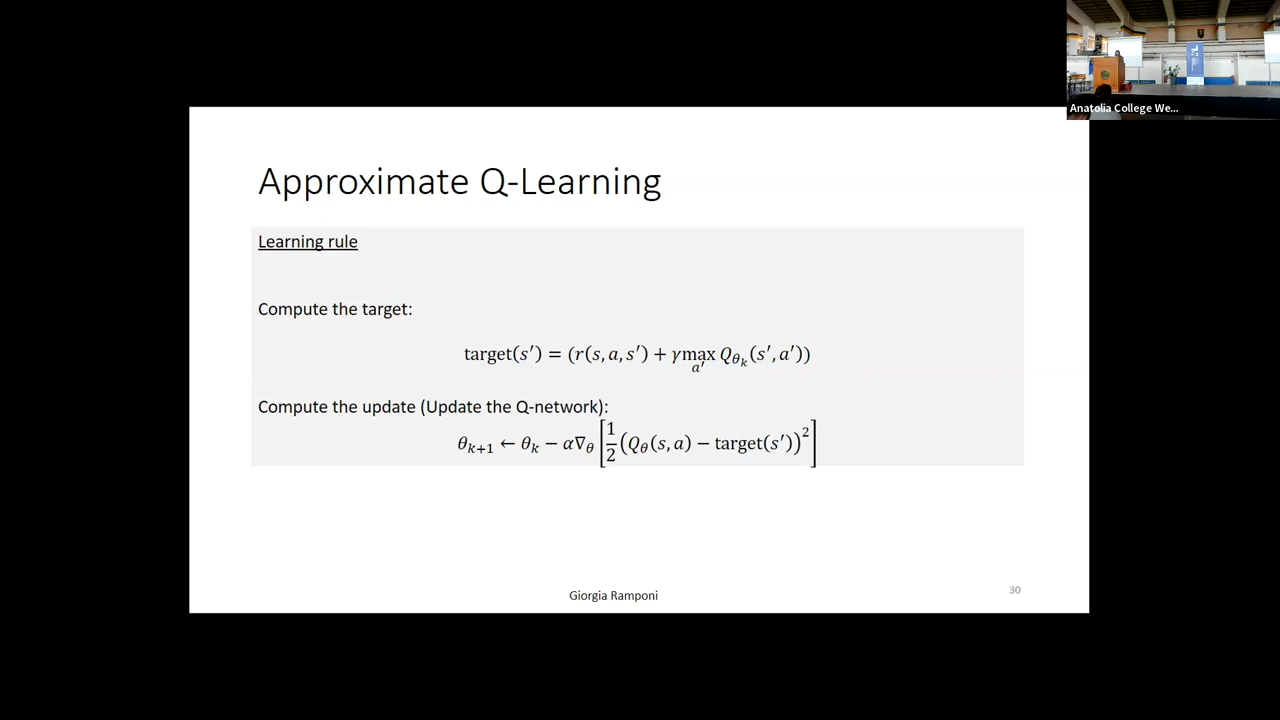 Anatolia College We...
Approximate Q-Learning
Learning rule
Compute the target:
target(s′) = (r(s, a, s′) + γ max_{a′} Q_{θ_k}(s′, a′))
Compute the update (Update the Q-network):
θ_{k+1} ← θ_k − α∇_θ [1/2 (Q_θ(s, a) − target(s′))²]
Giorgia Ramponi
30